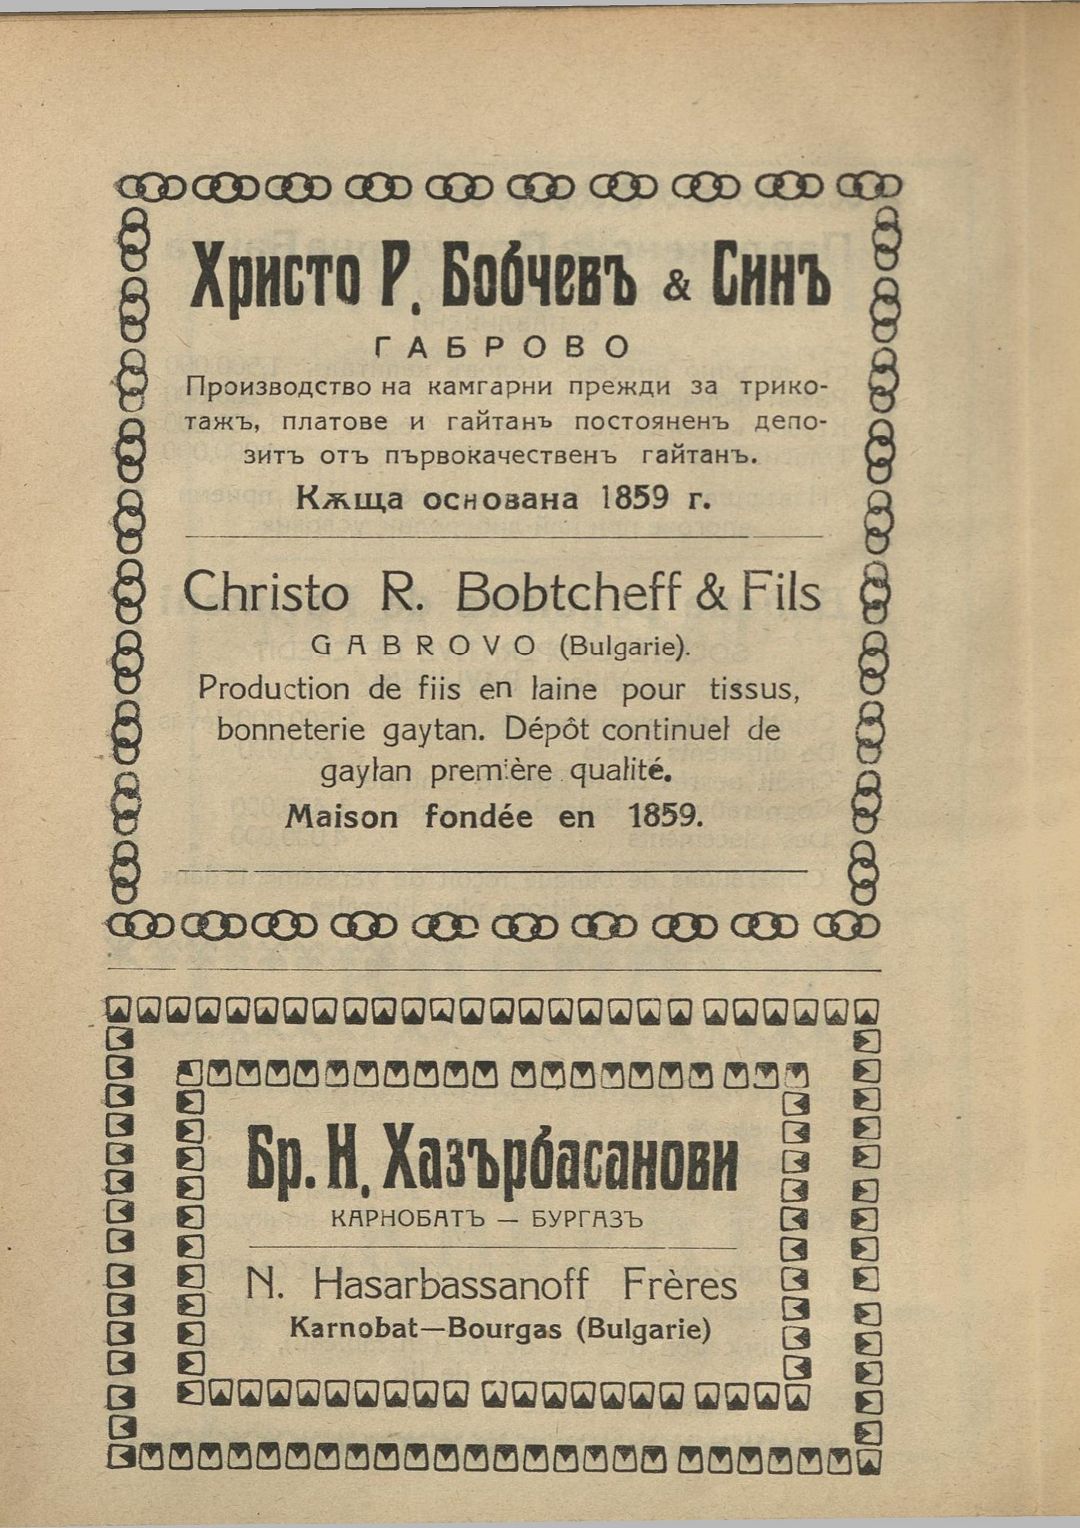 Христо Р. Бобчевъ & Синъ
ГАБРОВО
Производство на камгарни прежди за трико-
тажъ, платове и гайтанъ постояненъ депо-
зитъ отъ първокачественъ гайтанъ.
Кѫща основана 1859 г.
Christo R. Bobtcheff & Fils
GABROVO (Bulgarie).
Production de fiis en laine pour tissus,
bonneterie gaytan. Dépôt continuel de
gaytan première qualité.
Maison fondée en 1859.
Бр. Н. Хазърбасанови
КАРНОБАТЪ — БУРГАЗЪ
N. Hasarbassanoff Frères
Karnobat—Bourgas (Bulgarie)